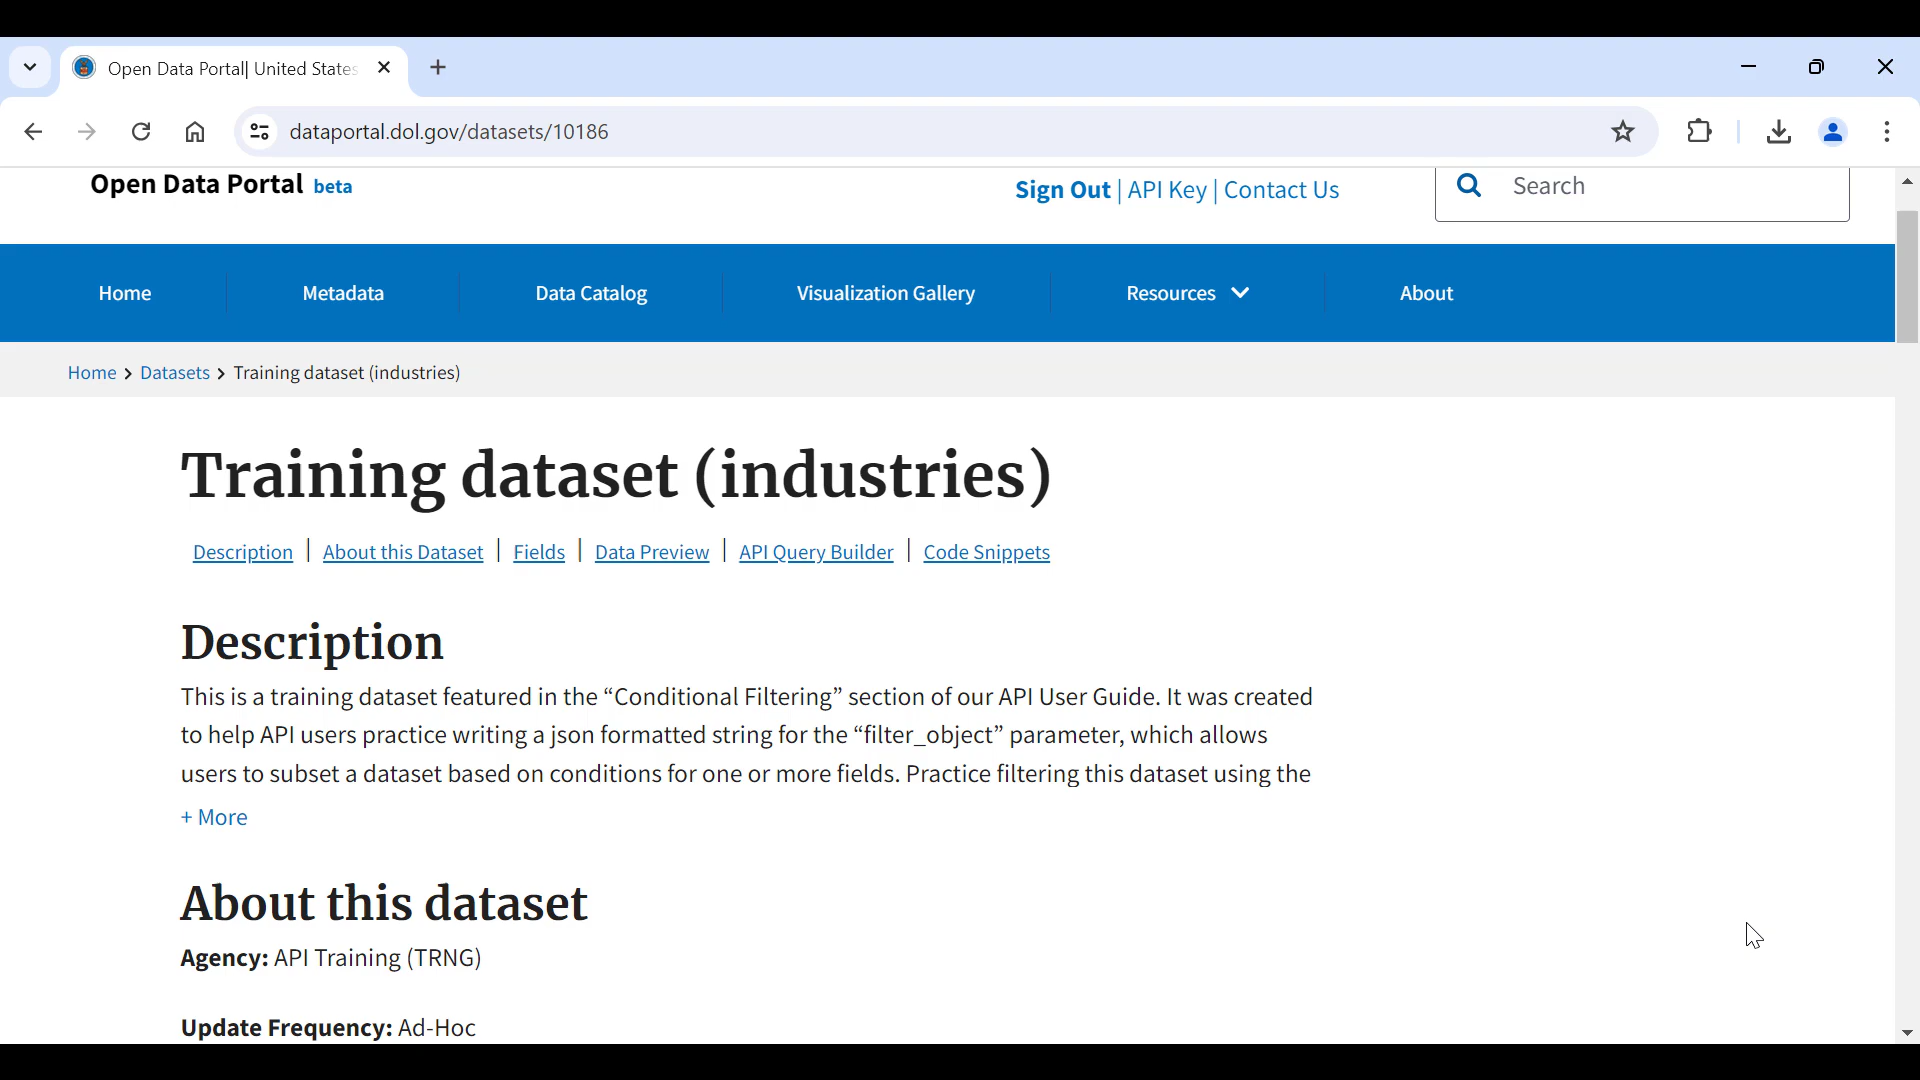 Open Data Portal| United States
dataportal.dol.gov/datasets/10186
Open Data Portal beta
Sign Out | API Key | Contact Us
Search
Home
Metadata
Data Catalog
Visualization Gallery
Resources
About
Home > Datasets > Training dataset (industries)
Training dataset (industries)
Description | About this Dataset | Fields | Data Preview | API Query Builder | Code Snippets
Description
This is a training dataset featured in the “Conditional Filtering” section of our API User Guide. It was created
to help API users practice writing a json formatted string for the “filter_object” parameter, which allows
users to subset a dataset based on conditions for one or more fields. Practice filtering this dataset using the
+ More
About this dataset
Agency: API Training (TRNG)
Update Frequency: Ad-Hoc